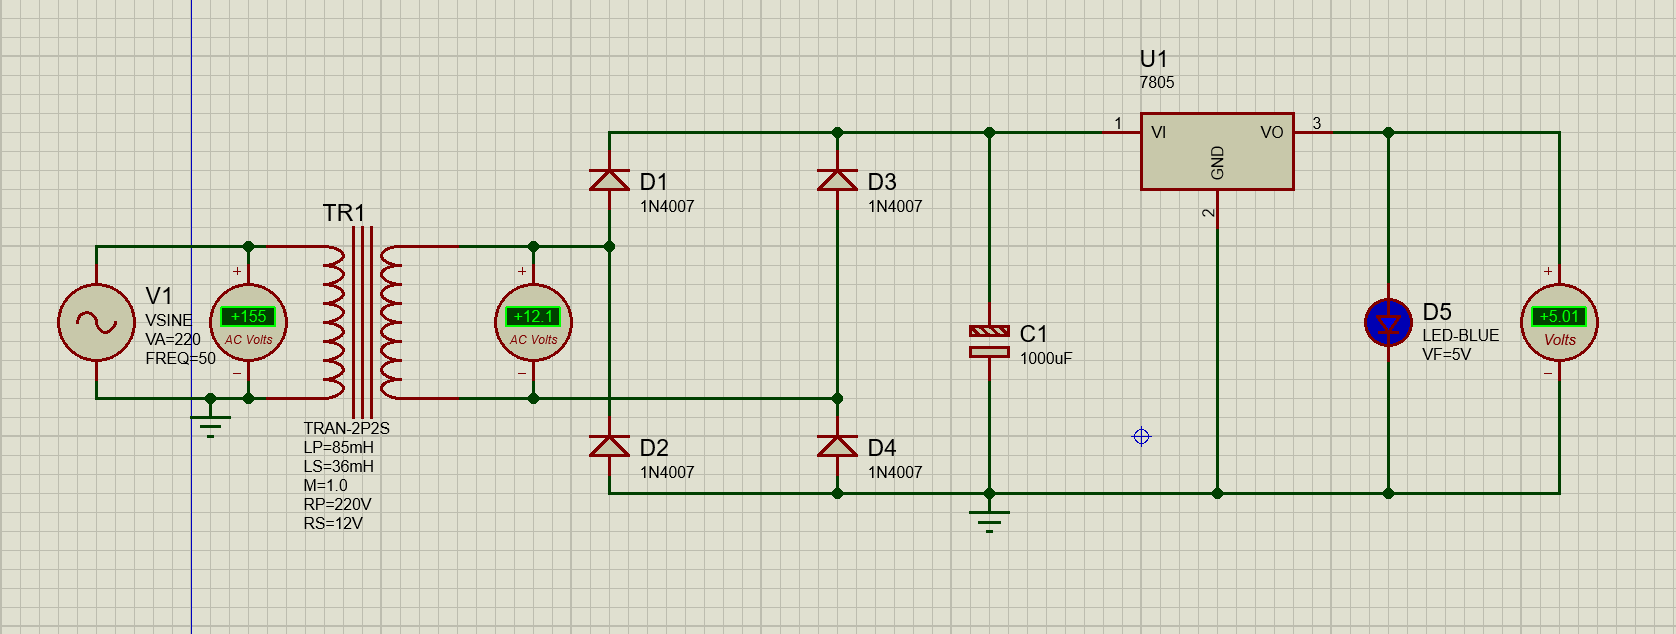 U1
7805
1
VI
VO
3
GND
2
D1
1N4007
D3
1N4007
TR1
+
+
+
V1
VSINE
VA=220
FREQ=50
+155
AC Volts
+12.1
AC Volts
C1
1000uF
D5
LED-BLUE
VF=5V
+5.01
Volts
TRAN-2P2S
LP=85mH
LS=36mH
M=1.0
RP=220V
RS=12V
D2
1N4007
D4
1N4007